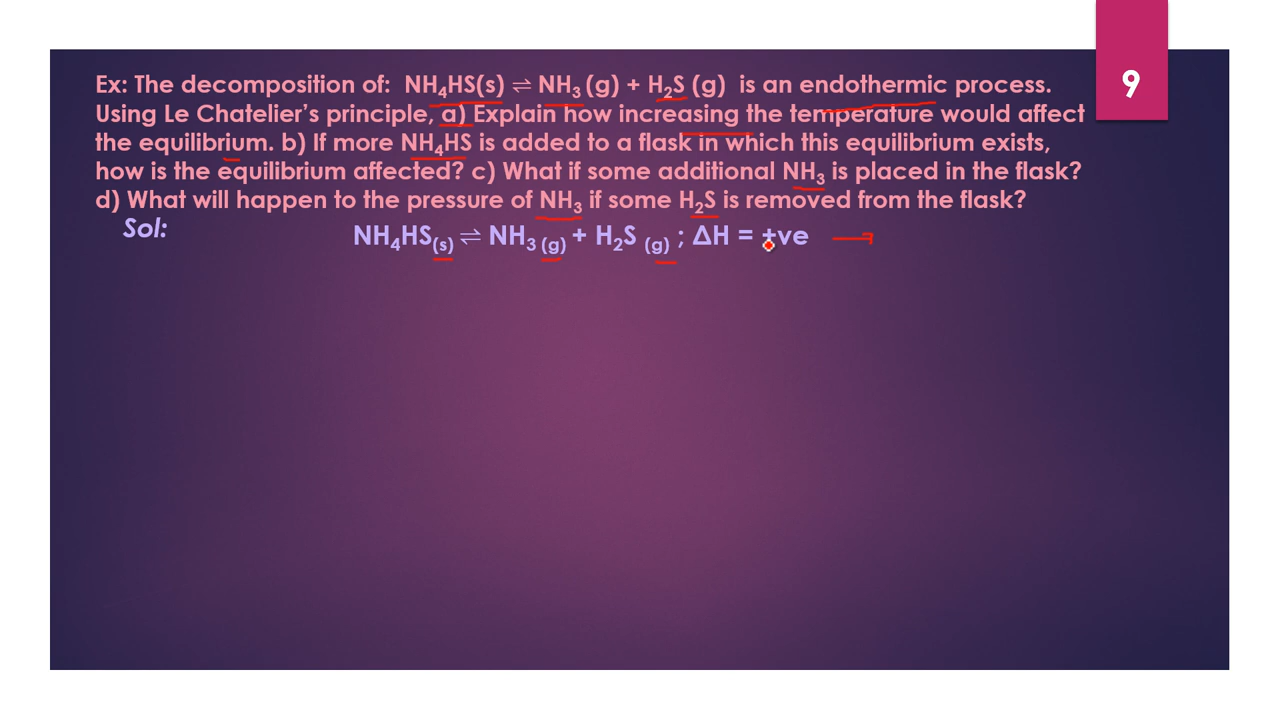 9
Ex: The decomposition of: NH₄HS(s) ⇌ NH₃ (g) + H₂S (g) is an endothermic process.
Using Le Chatelier’s principle, a) Explain how increasing the temperature would affect
the equilibrium. b) If more NH₄HS is added to a flask in which this equilibrium exists,
how is the equilibrium affected? c) What if some additional NH₃ is placed in the flask?
d) What will happen to the pressure of NH₃ if some H₂S is removed from the flask?
Sol:
NH₄HS(s) ⇌ NH₃ (g) + H₂S (g) ; ΔH = +ve